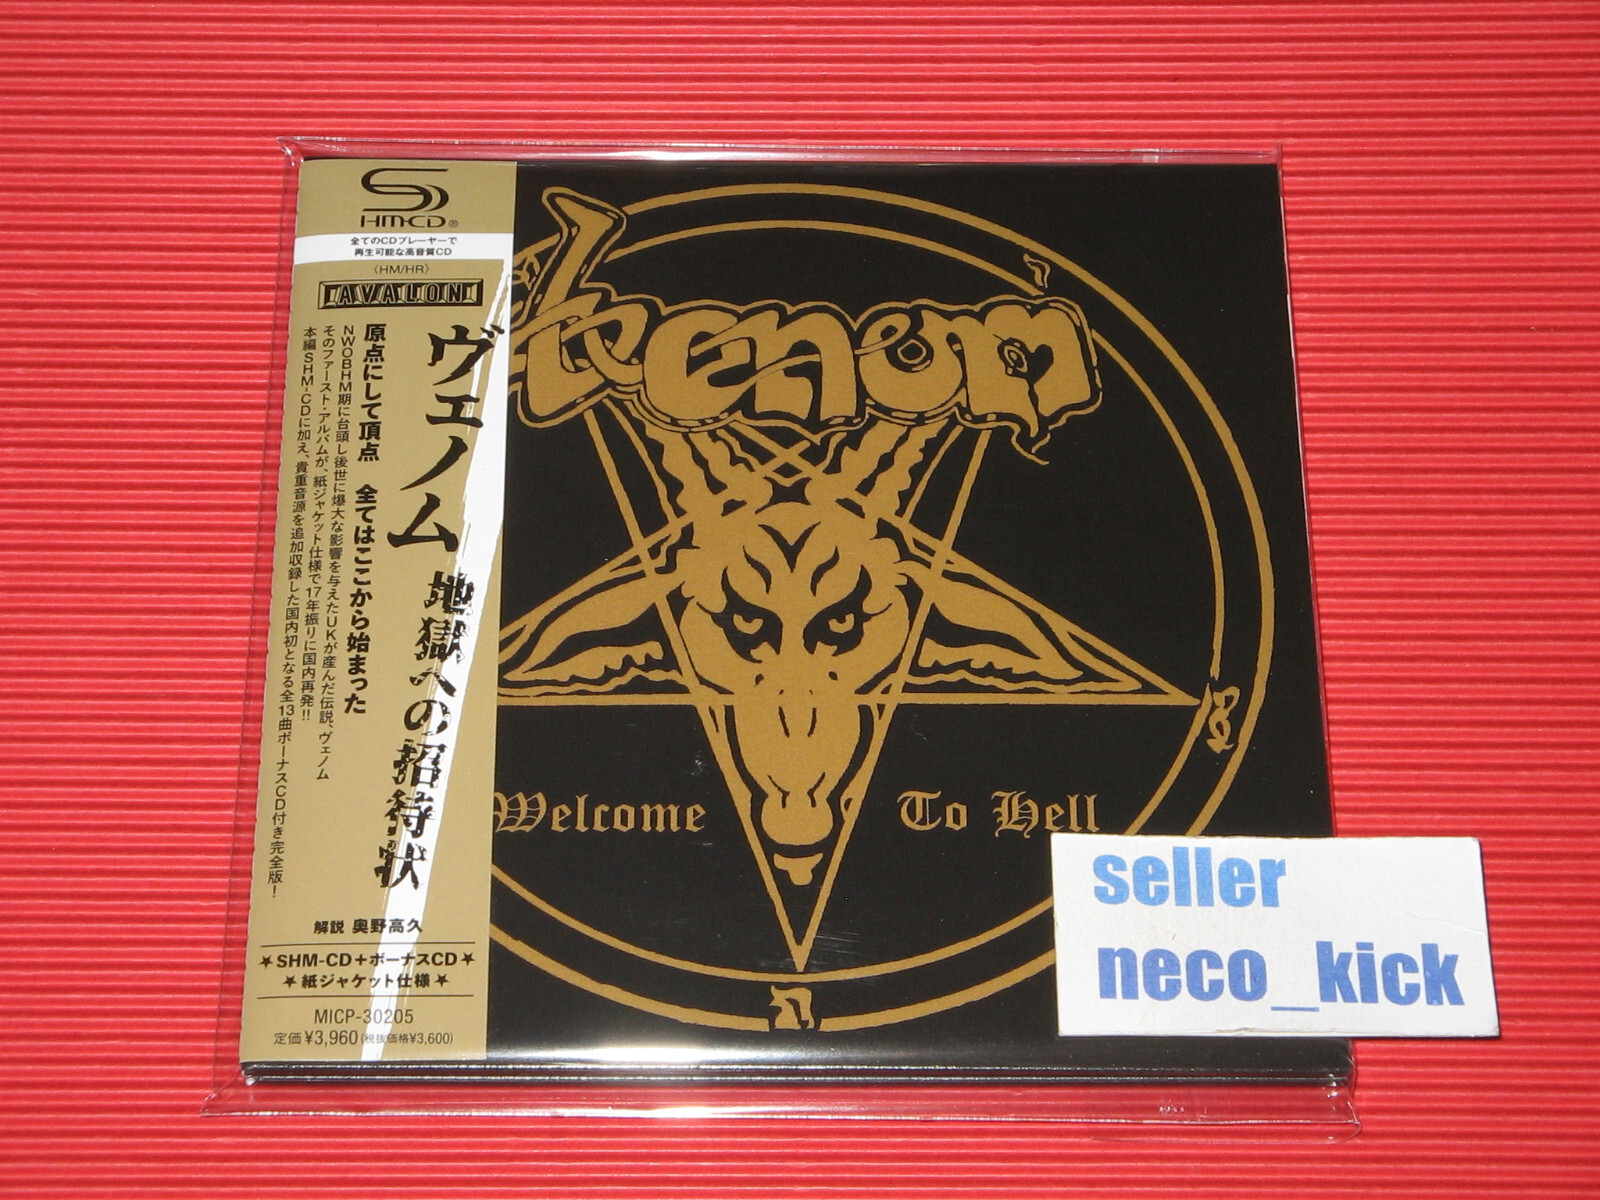 SHM-CD®
全てのCDプレーヤーで
再生可能な高音質CD
〈HM/HR〉
AVALON
ヴェノム 地獄への招待状
原点にして頂点 全てはここから始まった
NWOBHM期に台頭し後世に爆大な影響を与えたUKが産んだ伝説、ヴェノム
そのファースト・アルバムが、紙ジャケット仕様で17年振りに国内再発!!
本編SHM-CDに加え、貴重音源を追加収録した国内初となる全13曲ボーナスCD付き完全版!
解説 奥野高久
★SHM-CD+ボーナスCD★
★紙ジャケット仕様★
MICP-30205
定価¥3,960(税抜価格¥3,600)
Venom
Welcome To Hell
seller
neco_kick